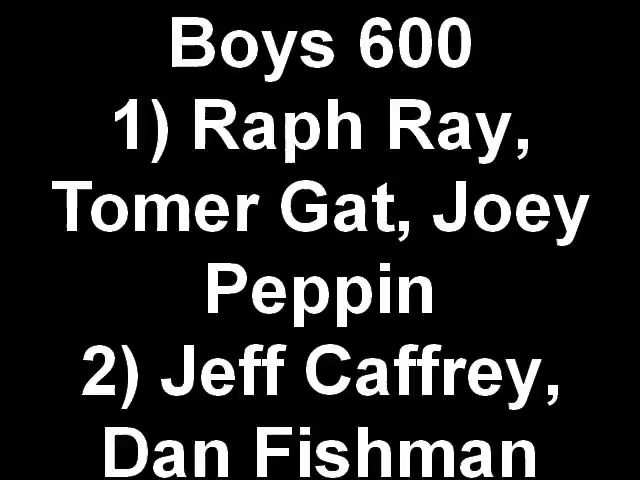 Boys 600
1) Raph Ray,
Tomer Gat, Joey
Peppin
2) Jeff Caffrey,
Dan Fishman